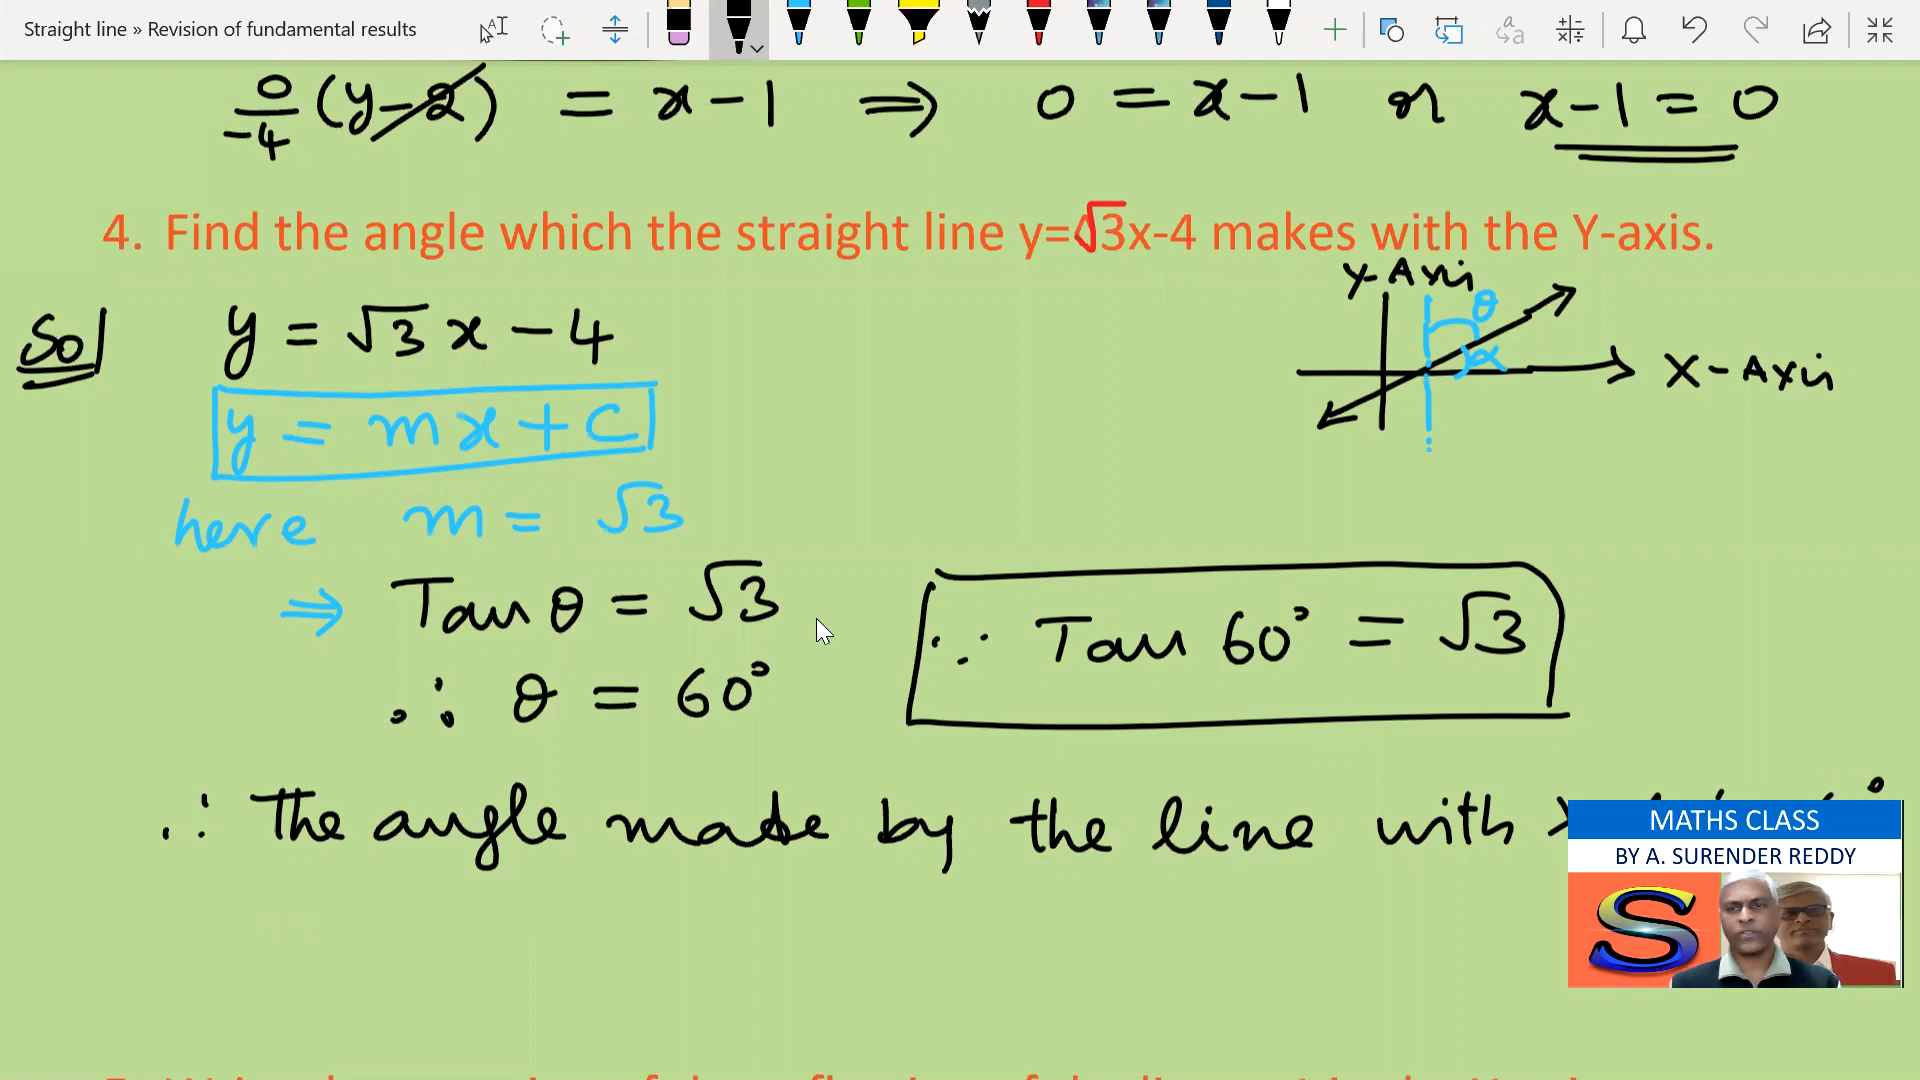 Straight line » Revision of fundamental results
0/-4 (y-2) = x-1 ⇒ 0 = x-1 or x-1 = 0
4. Find the angle which the straight line y=√3x-4 makes with the Y-axis.
Y-Axis
θ
α
X-Axis
Sol y = √3 x - 4
y = mx + c
here m = √3
⇒ Tan θ = √3
∵ Tan 60° = √3
∴ θ = 60°
∴ The angle made by the line with
MATHS CLASS
BY A. SURENDER REDDY
S